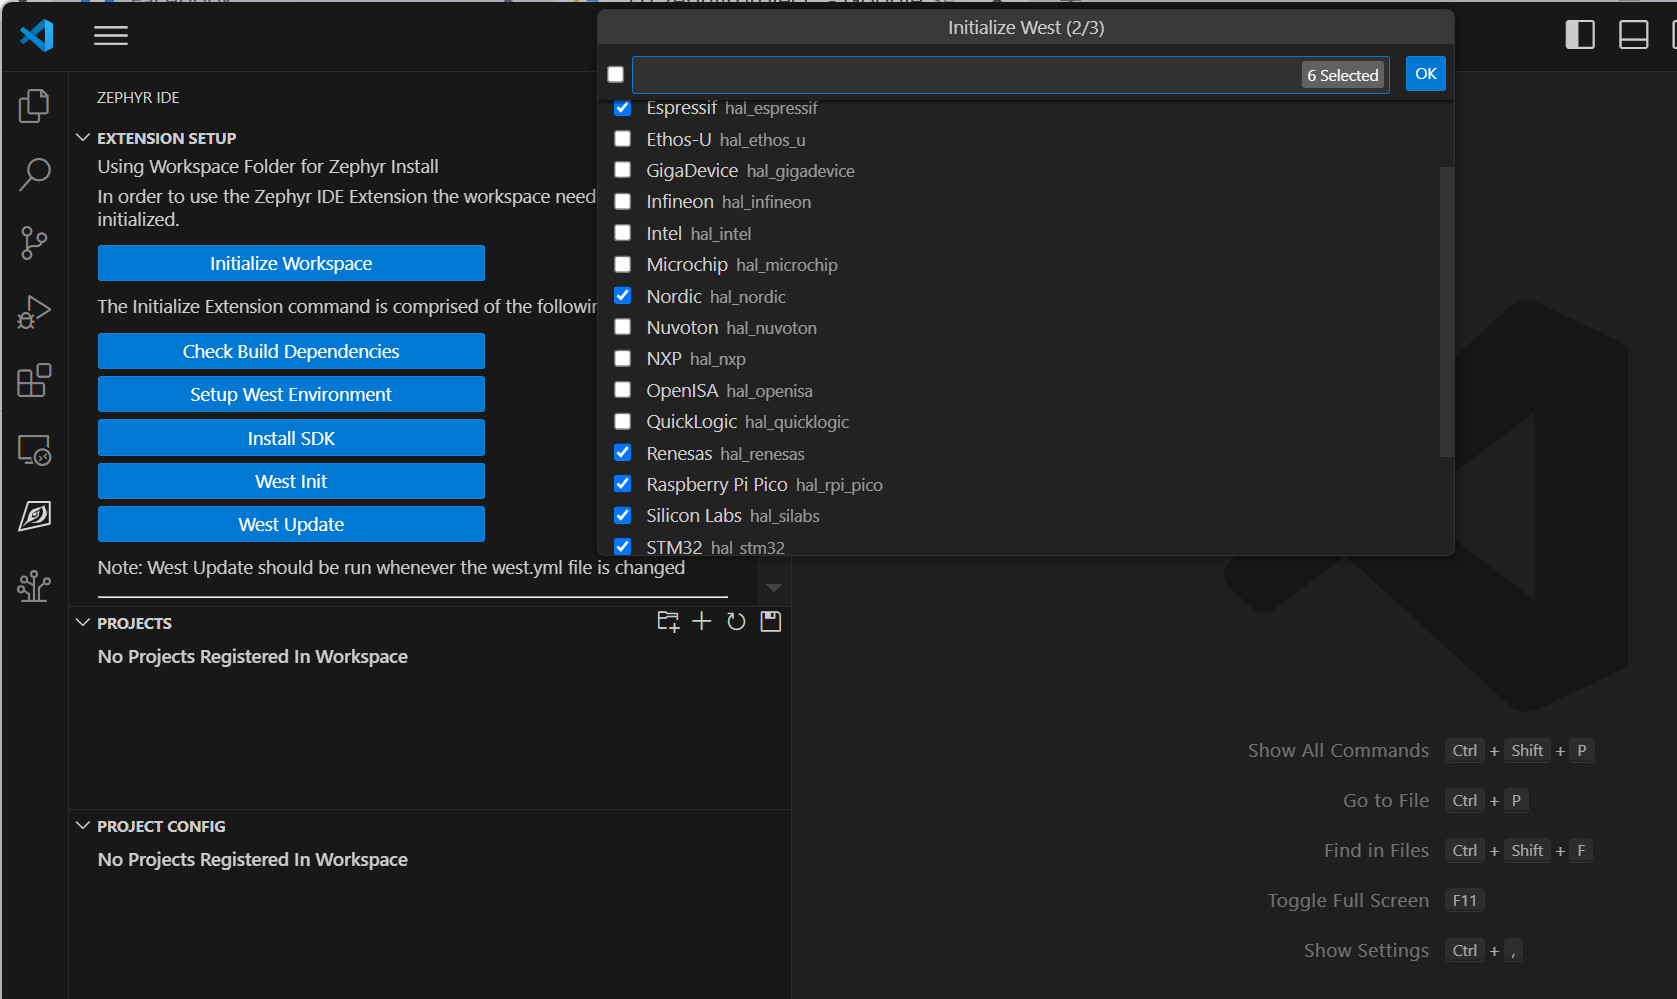 Initialize West (2/3)
6 Selected
OK
Espressif hal_espressif
Ethos-U hal_ethos_u
GigaDevice hal_gigadevice
Infineon hal_infineon
Intel hal_intel
Microchip hal_microchip
Nordic hal_nordic
Nuvoton hal_nuvoton
NXP hal_nxp
OpenISA hal_openisa
QuickLogic hal_quicklogic
Renesas hal_renesas
Raspberry Pi Pico hal_rpi_pico
Silicon Labs hal_silabs
STM32 hal_stm32
ZEPHYR IDE
EXTENSION SETUP
Using Workspace Folder for Zephyr Install
In order to use the Zephyr IDE Extension the workspace need
initialized.
Initialize Workspace
The Initialize Extension command is comprised of the followin
Check Build Dependencies
Setup West Environment
Install SDK
West Init
West Update
Note: West Update should be run whenever the west.yml file is changed
PROJECTS
No Projects Registered In Workspace
PROJECT CONFIG
No Projects Registered In Workspace
Show All Commands Ctrl + Shift + P
Go to File Ctrl + P
Find in Files Ctrl + Shift + F
Toggle Full Screen F11
Show Settings Ctrl + ,